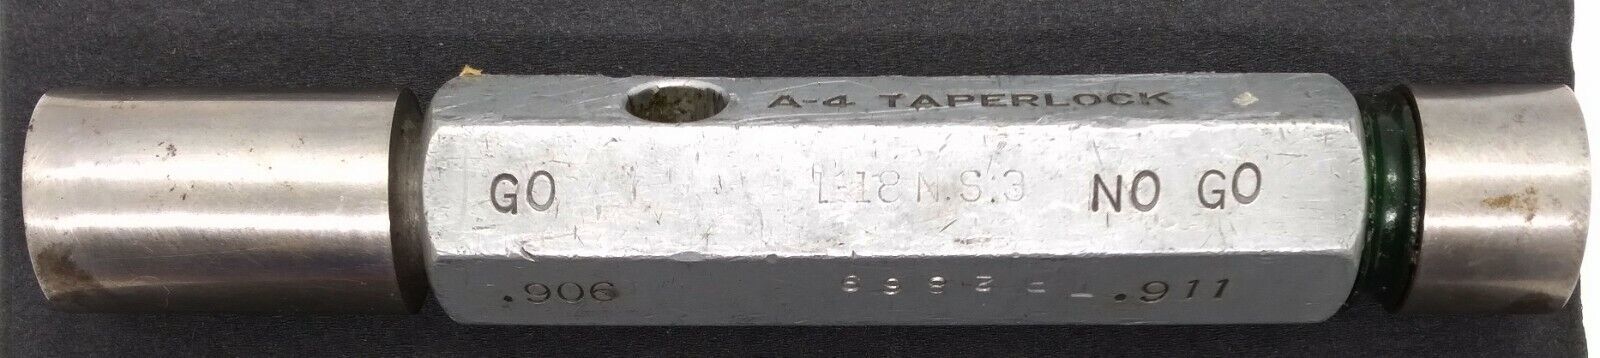 A-4 TAPERLOCK
GO 1-18 N.S.3 NO GO
.906 .911